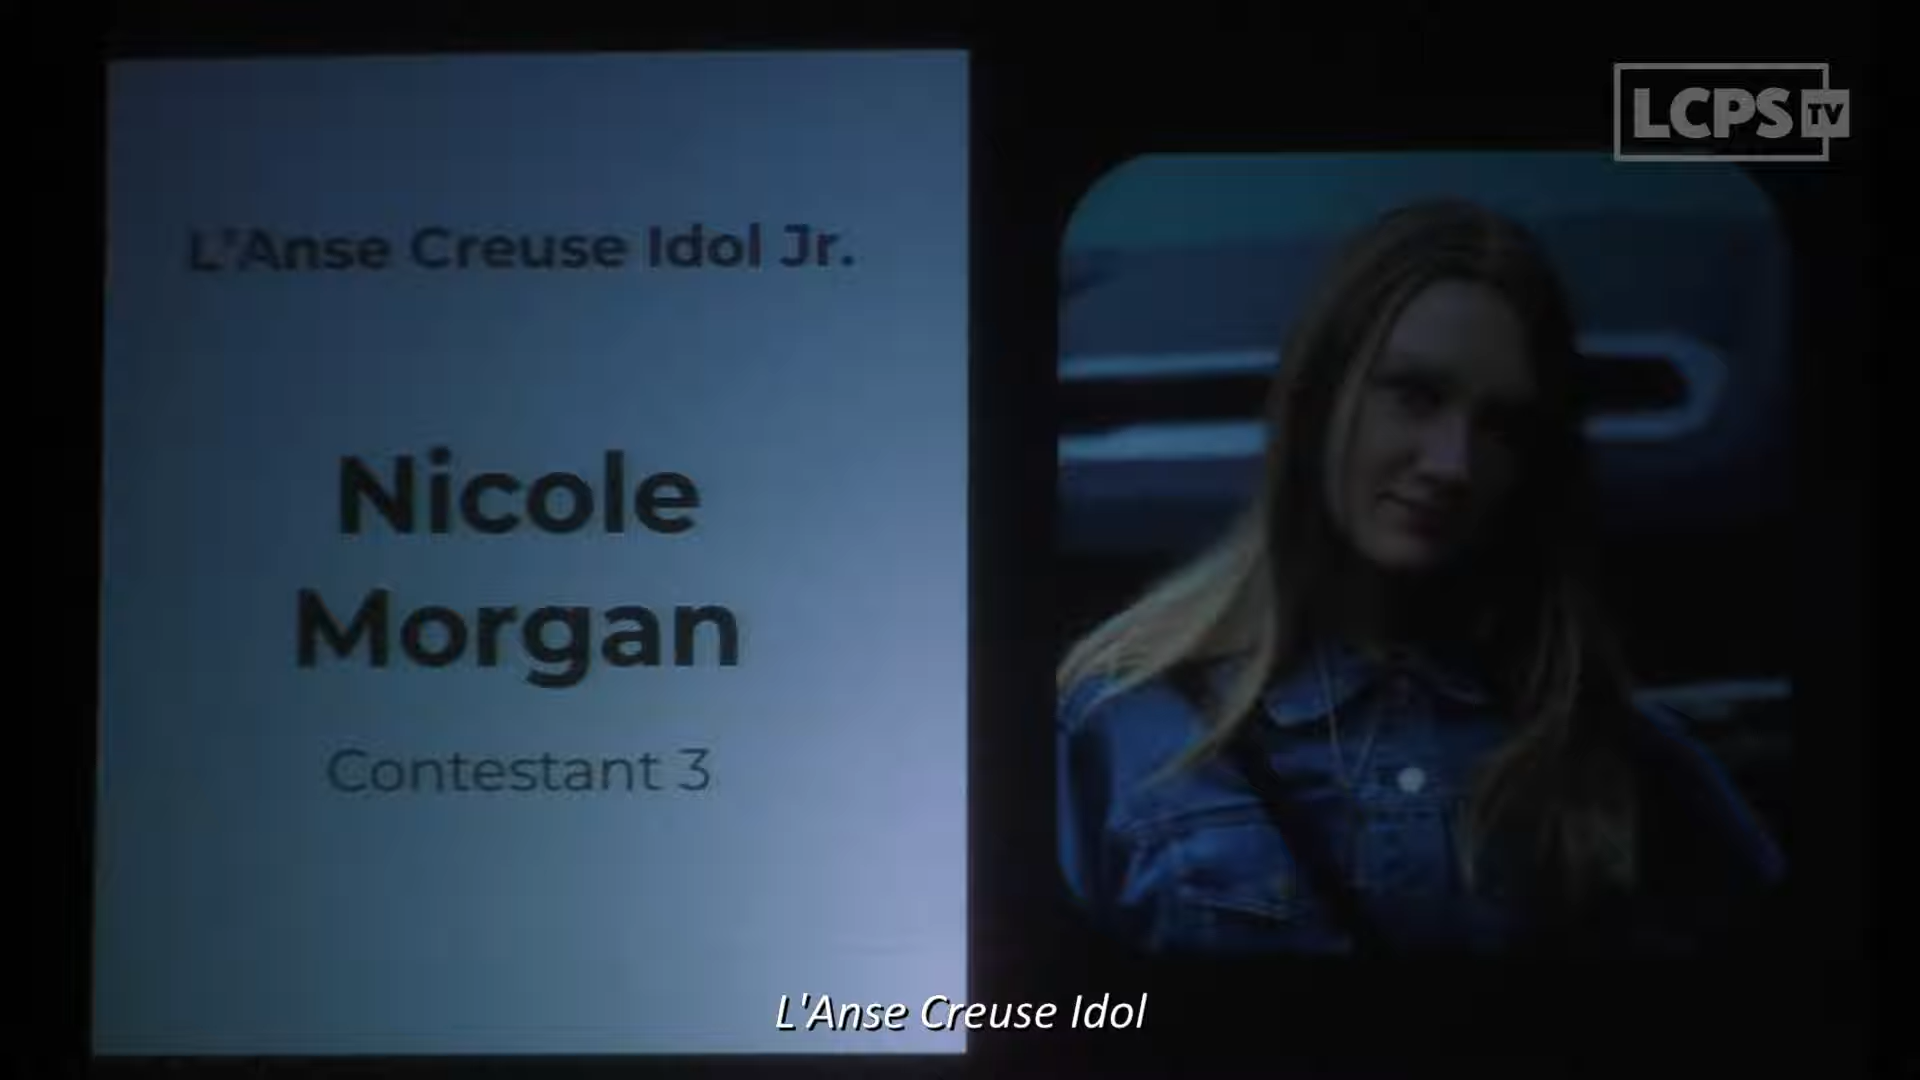 LCPS TV
L'Anse Creuse Idol Jr.
Nicole
Morgan
Contestant 3
L'Anse Creuse Idol